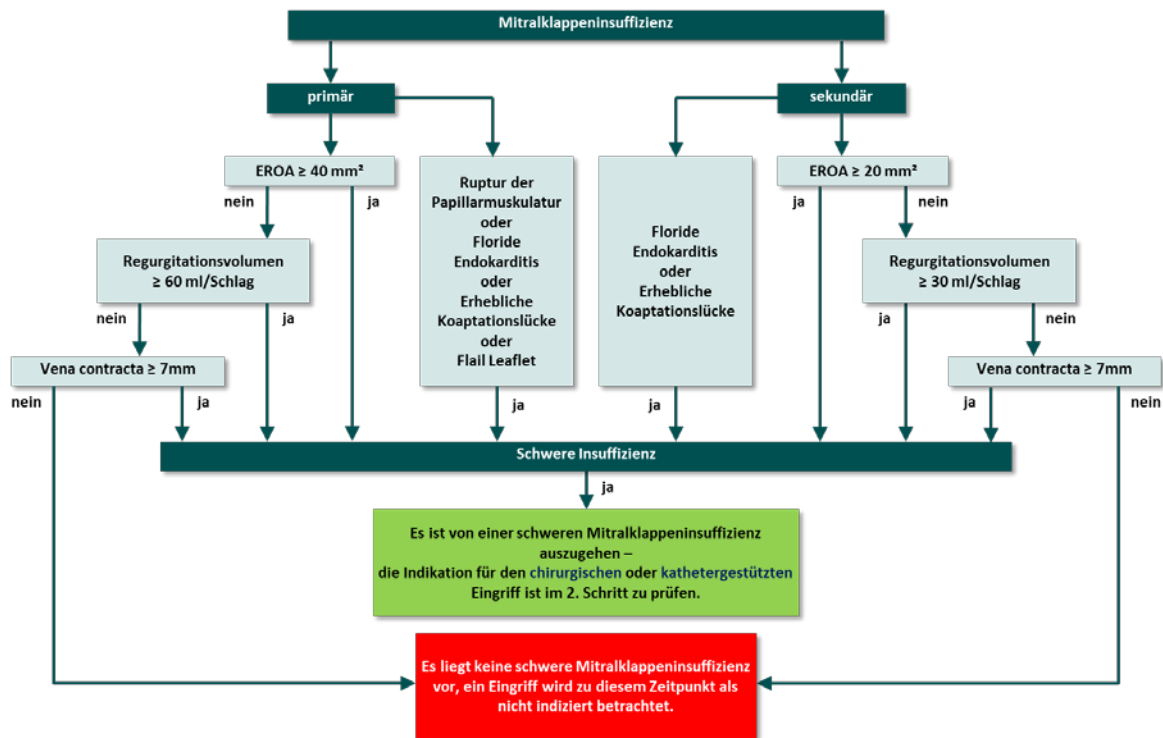 Mitralklappeninsuffizienz
primär
sekundär
EROA ≥ 40 mm²
Ruptur der
Papillarmuskulatur
oder
Floride
Endokarditis
oder
Erhebliche
Koaptationslücke
oder
Flail Leaflet
Floride
Endokarditis
oder
Erhebliche
Koaptationslücke
EROA ≥ 20 mm²
nein
ja
ja
nein
Regurgitationsvolumen
≥ 60 ml/Schlag
Regurgitationsvolumen
≥ 30 ml/Schlag
nein
ja
ja
nein
Vena contracta ≥ 7mm
Vena contracta ≥ 7mm
nein
ja
ja
ja
ja
nein
Schwere Insuffizienz
ja
Es ist von einer schweren Mitralklappeninsuffizienz
auszugehen –
die Indikation für den chirurgischen oder kathetergestützten
Eingriff ist im 2. Schritt zu prüfen.
Es liegt keine schwere Mitralklappeninsuffizienz
vor, ein Eingriff wird zu diesem Zeitpunkt als
nicht indiziert betrachtet.